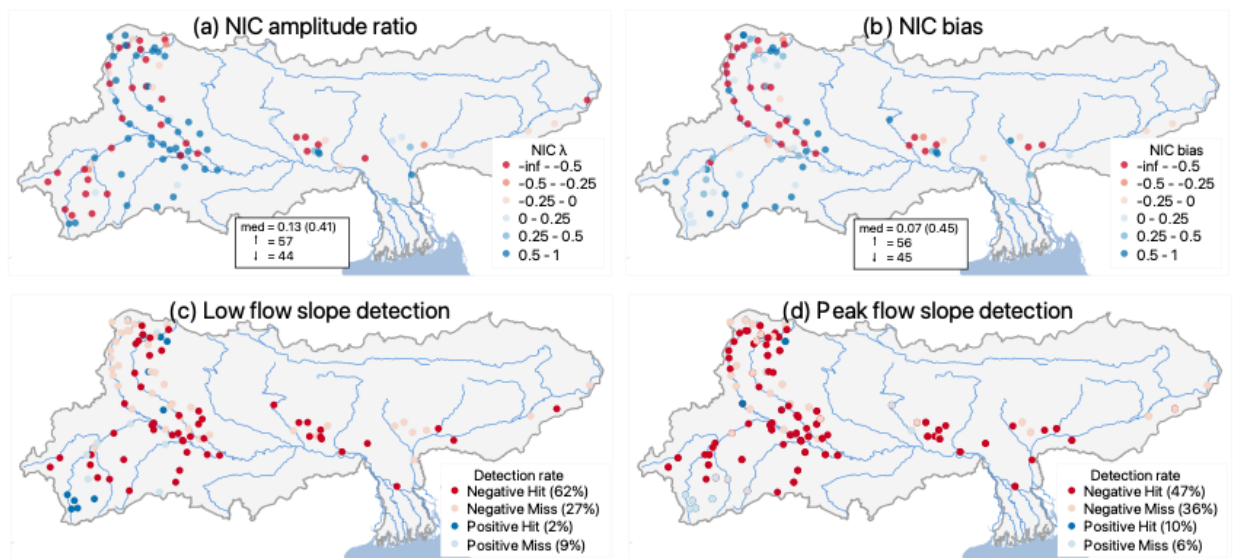 (a) NIC amplitude ratio
NIC λ
-inf - -0.5
-0.5 - -0.25
-0.25 - 0
0 - 0.25
0.25 - 0.5
0.5 - 1
med = 0.13 (0.41)
↑ = 57
↓ = 44
(b) NIC bias
NIC bias
-inf - -0.5
-0.5 - -0.25
-0.25 - 0
0 - 0.25
0.25 - 0.5
0.5 - 1
med = 0.07 (0.45)
↑ = 56
↓ = 45
(c) Low flow slope detection
Detection rate
Negative Hit (62%)
Negative Miss (27%)
Positive Hit (2%)
Positive Miss (9%)
(d) Peak flow slope detection
Detection rate
Negative Hit (47%)
Negative Miss (36%)
Positive Hit (10%)
Positive Miss (6%)